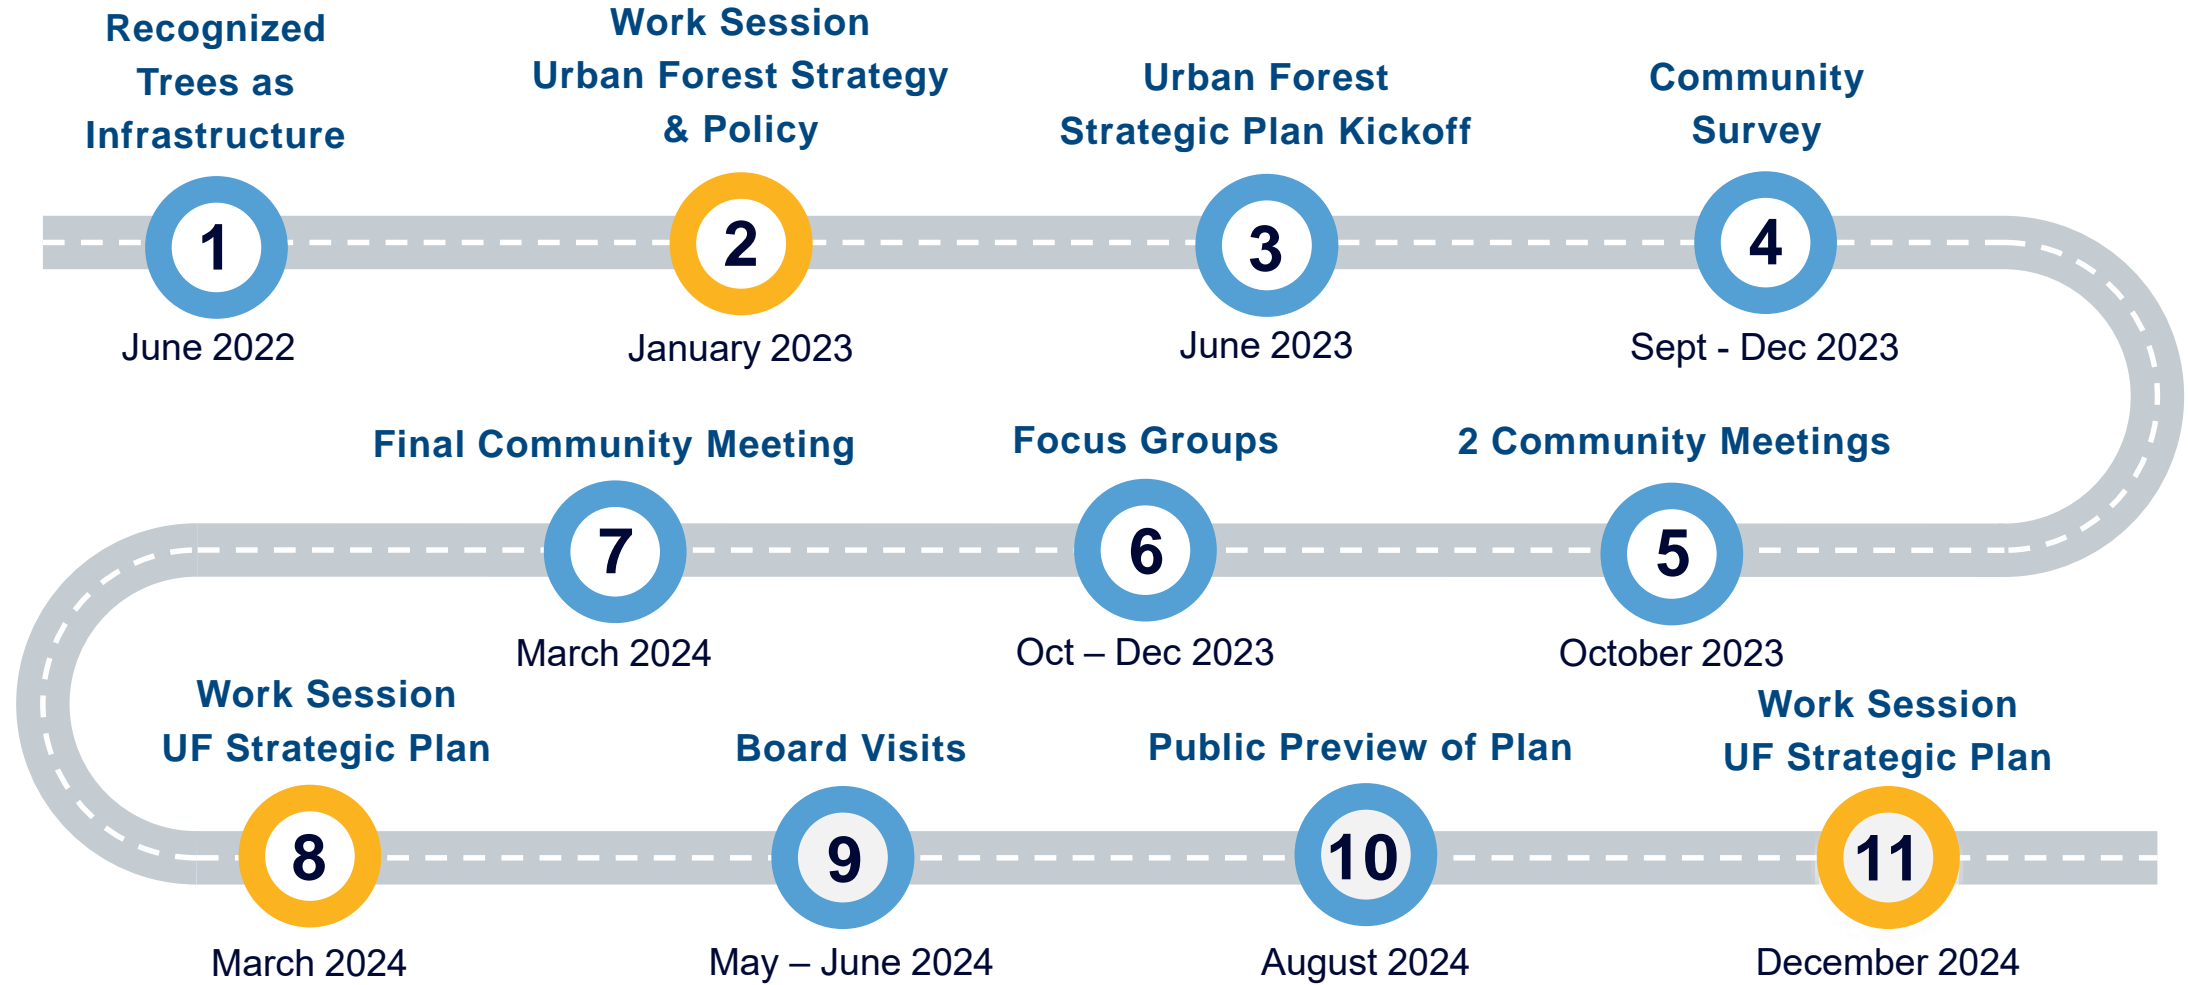 Recognized
Trees as
Infrastructure
1
June 2022
Work Session
Urban Forest Strategy
& Policy
2
January 2023
Urban Forest
Strategic Plan Kickoff
3
June 2023
Community
Survey
4
Sept - Dec 2023
2 Community Meetings
5
October 2023
Focus Groups
6
Oct – Dec 2023
Final Community Meeting
7
March 2024
Work Session
UF Strategic Plan
8
March 2024
Board Visits
9
May – June 2024
Public Preview of Plan
10
August 2024
Work Session
UF Strategic Plan
11
December 2024